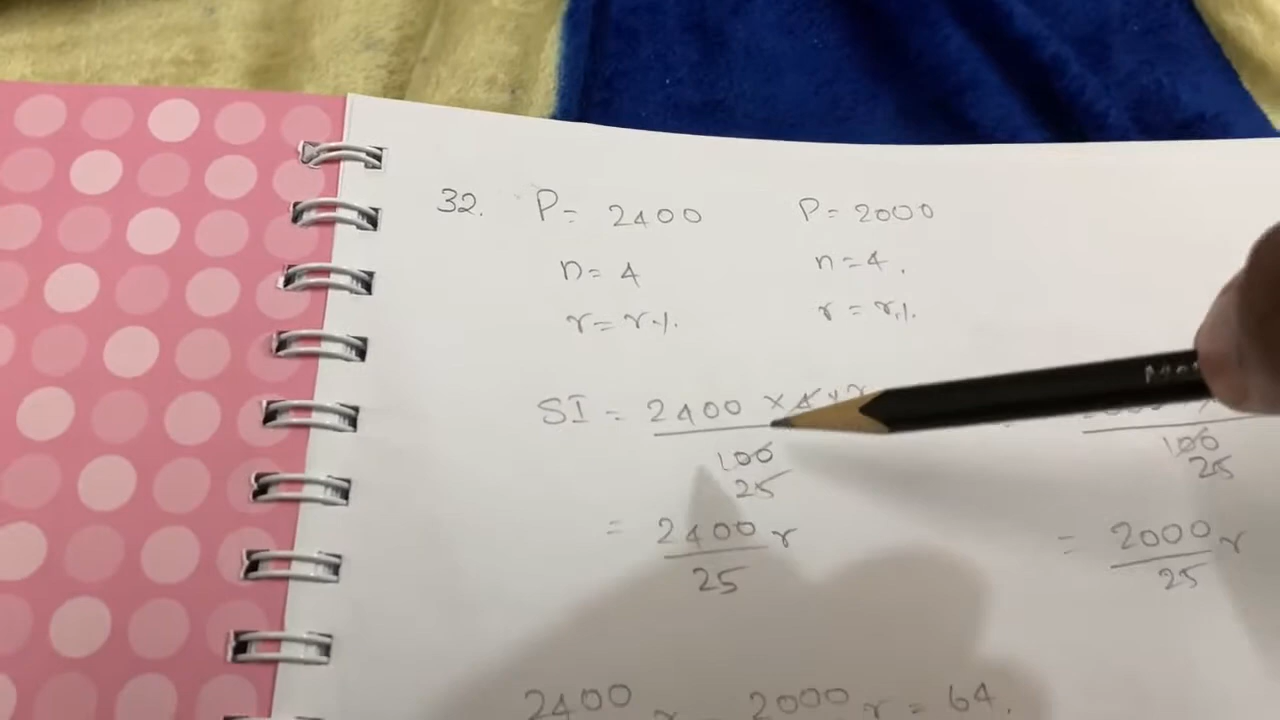 32. P = 2400 P = 2000
n = 4 n = 4.
r = r% r = r%
SI = 2400 × 4 × r
100 100
25 25
= 2400 r = 2000 r
25 25
2400 r - 2000 r = 64.